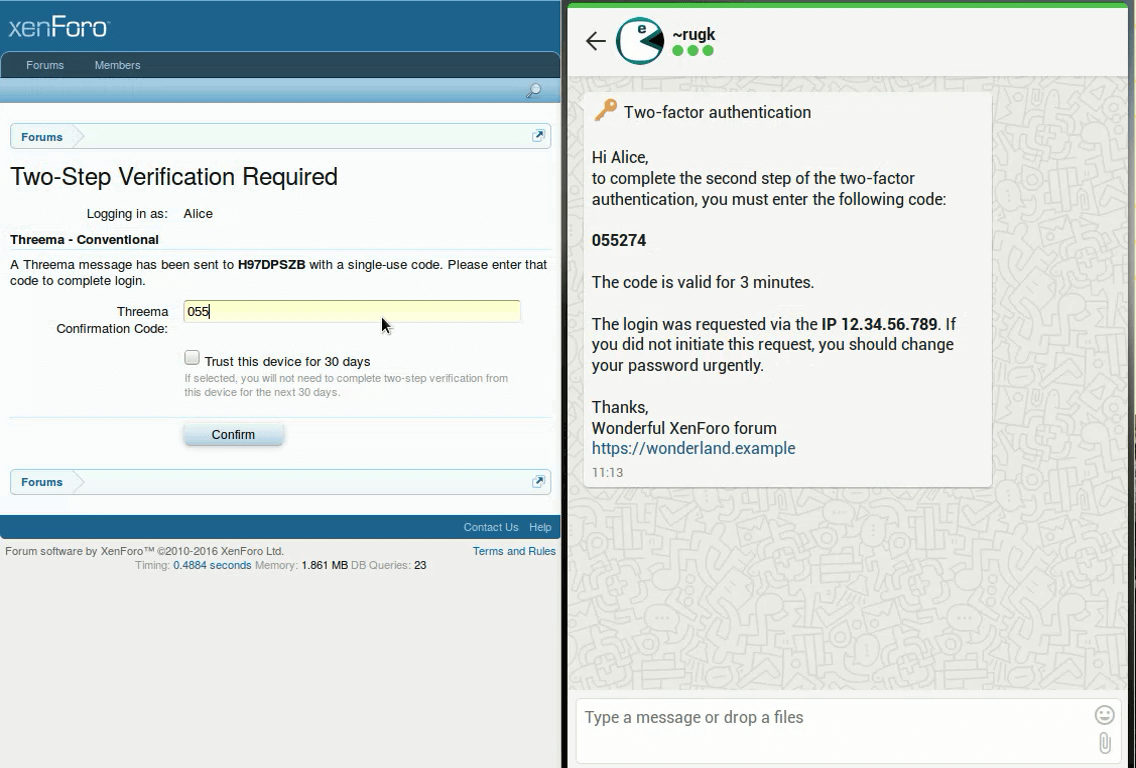 xenForo™
Forums Members
Forums
Two-Step Verification Required
Logging in as: Alice
Threema - Conventional
A Threema message has been sent to H97DPSZB with a single-use code. Please enter that
code to complete login.
Threema
Confirmation Code:
055
Trust this device for 30 days
If selected, you will not need to complete two-step verification from
this device for the next 30 days.
Confirm
Forums
Contact Us Help
Forum software by XenForo™ ©2010-2016 XenForo Ltd.
Terms and Rules
Timing: 0.4884 seconds Memory: 1.861 MB DB Queries: 23
e
~rugk
Two-factor authentication
Hi Alice,
to complete the second step of the two-factor
authentication, you must enter the following code:
055274
The code is valid for 3 minutes.
The login was requested via the IP 12.34.56.789. If
you did not initiate this request, you should change
your password urgently.
Thanks,
Wonderful XenForo forum
https://wonderland.example
11:13
Type a message or drop a files